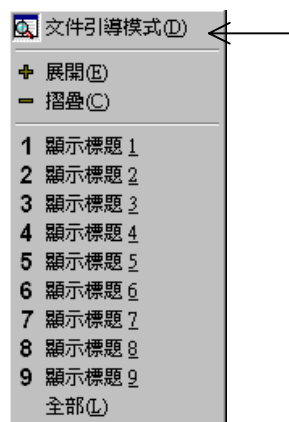 文件引導模式(D)
展開(E)
摺疊(C)
1 顯示標題 1
2 顯示標題 2
3 顯示標題 3
4 顯示標題 4
5 顯示標題 5
6 顯示標題 6
7 顯示標題 7
8 顯示標題 8
9 顯示標題 9
全部(L)